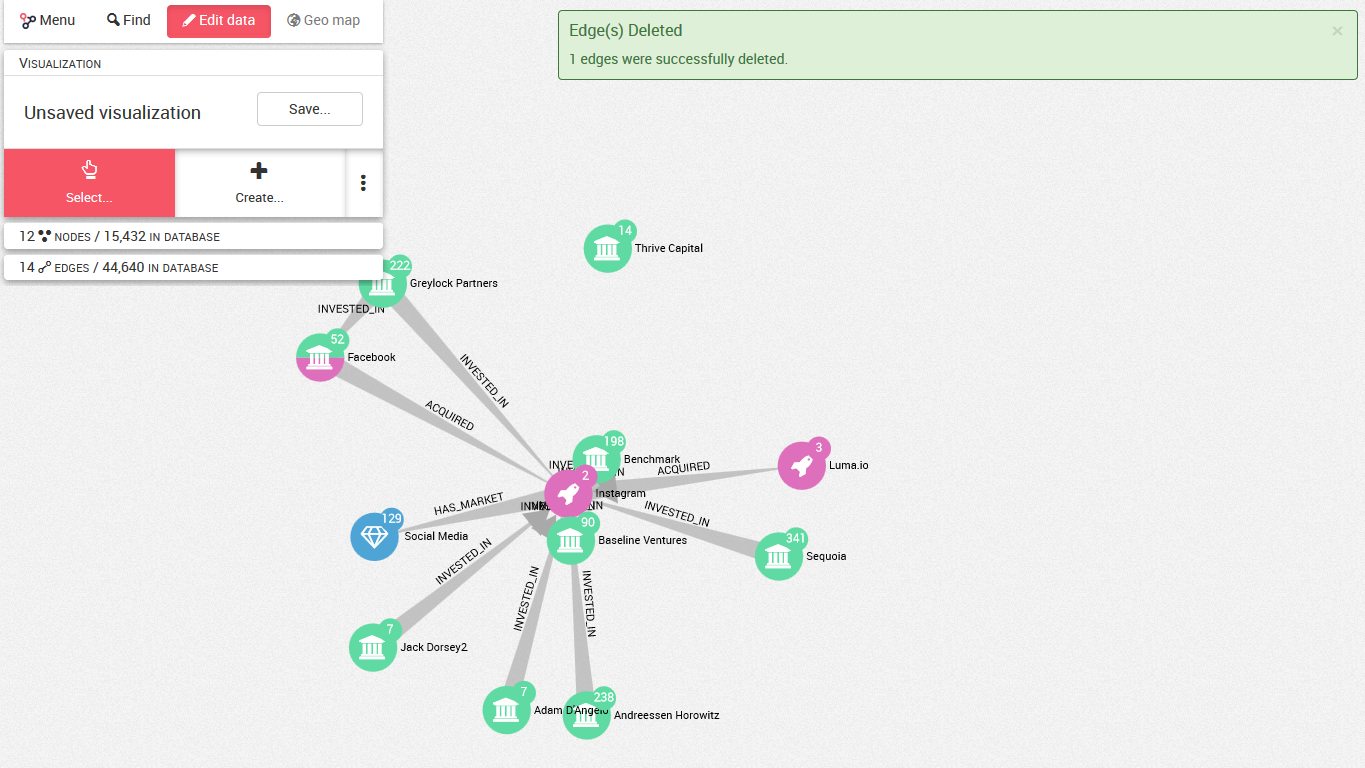 Menu
Find
Edit data
Geo map
Edge(s) Deleted
×
1 edges were successfully deleted.
VISUALIZATION
Unsaved visualization
Save...
Select...
Create...
12 NODES / 15,432 IN DATABASE
14 EDGES / 44,640 IN DATABASE
14
Thrive Capital
222
Greylock Partners
INVESTED_IN
52
Facebook
INVESTED_IN
ACQUIRED
198
Benchmark
3
Luma.io
ACQUIRED
2
Instagram
HAS_MARKET
129
Social Media
INVESTED_IN
90
Baseline Ventures
341
Sequoia
INVESTED_IN
7
Jack Dorsey2
INVESTED_IN
INVESTED_IN
7
Adam D'Angelo
238
Andreessen Horowitz